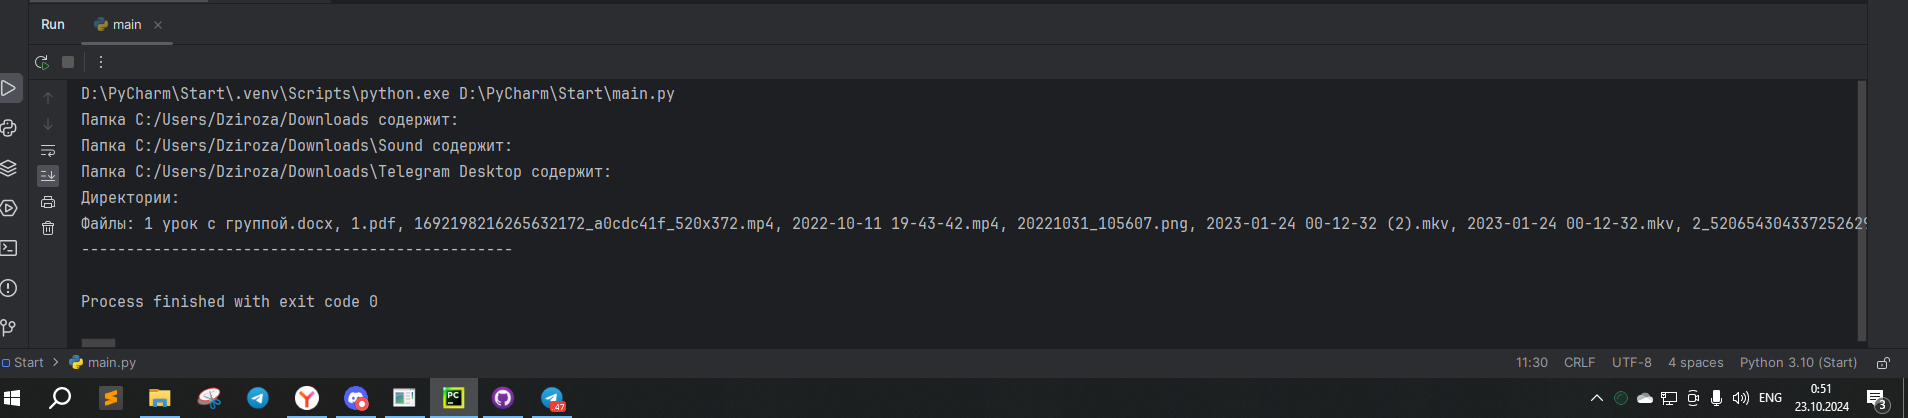 Run main
D:\PyCharm\Start\.venv\Scripts\python.exe D:\PyCharm\Start\main.py
Папка C:/Users/Dziroza/Downloads содержит:
Папка C:/Users/Dziroza/Downloads\Sound содержит:
Папка C:/Users/Dziroza/Downloads\Telegram Desktop содержит:
Директории:
Файлы: 1 урок с группой.docx, 1.pdf, 1692198216265632172_a0cdc41f_520x372.mp4, 2022-10-11 19-43-42.mp4, 20221031_105607.png, 2023-01-24 00-12-32 (2).mkv, 2023-01-24 00-12-32.mkv, 2_520654304337252629
------------------------------------------------
Process finished with exit code 0
Start > main.py 11:30 CRLF UTF-8 4 spaces Python 3.10 (Start)
PC 47 ENG 0:51
23.10.2024 3